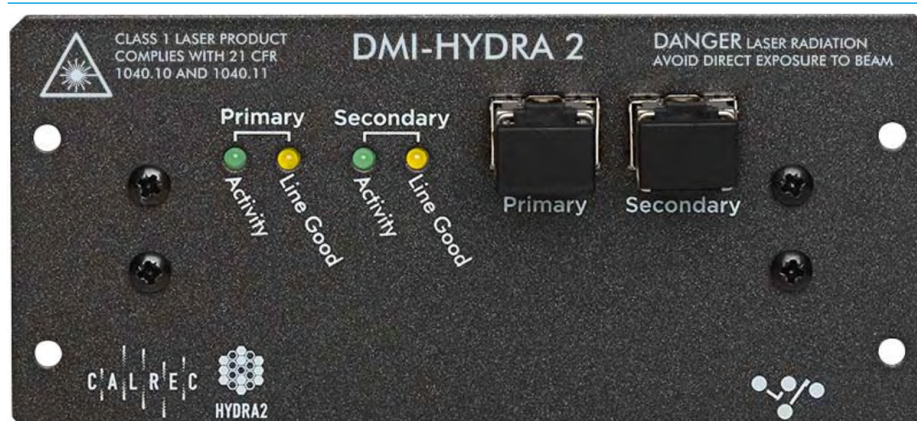 CLASS 1 LASER PRODUCT
COMPLIES WITH 21 CFR
1040.10 AND 1040.11
DMI-HYDRA 2
DANGER LASER RADIATION
AVOID DIRECT EXPOSURE TO BEAM
Primary
Secondary
Activity
Line Good
Activity
Line Good
Primary
Secondary
CALREC
HYDRA2